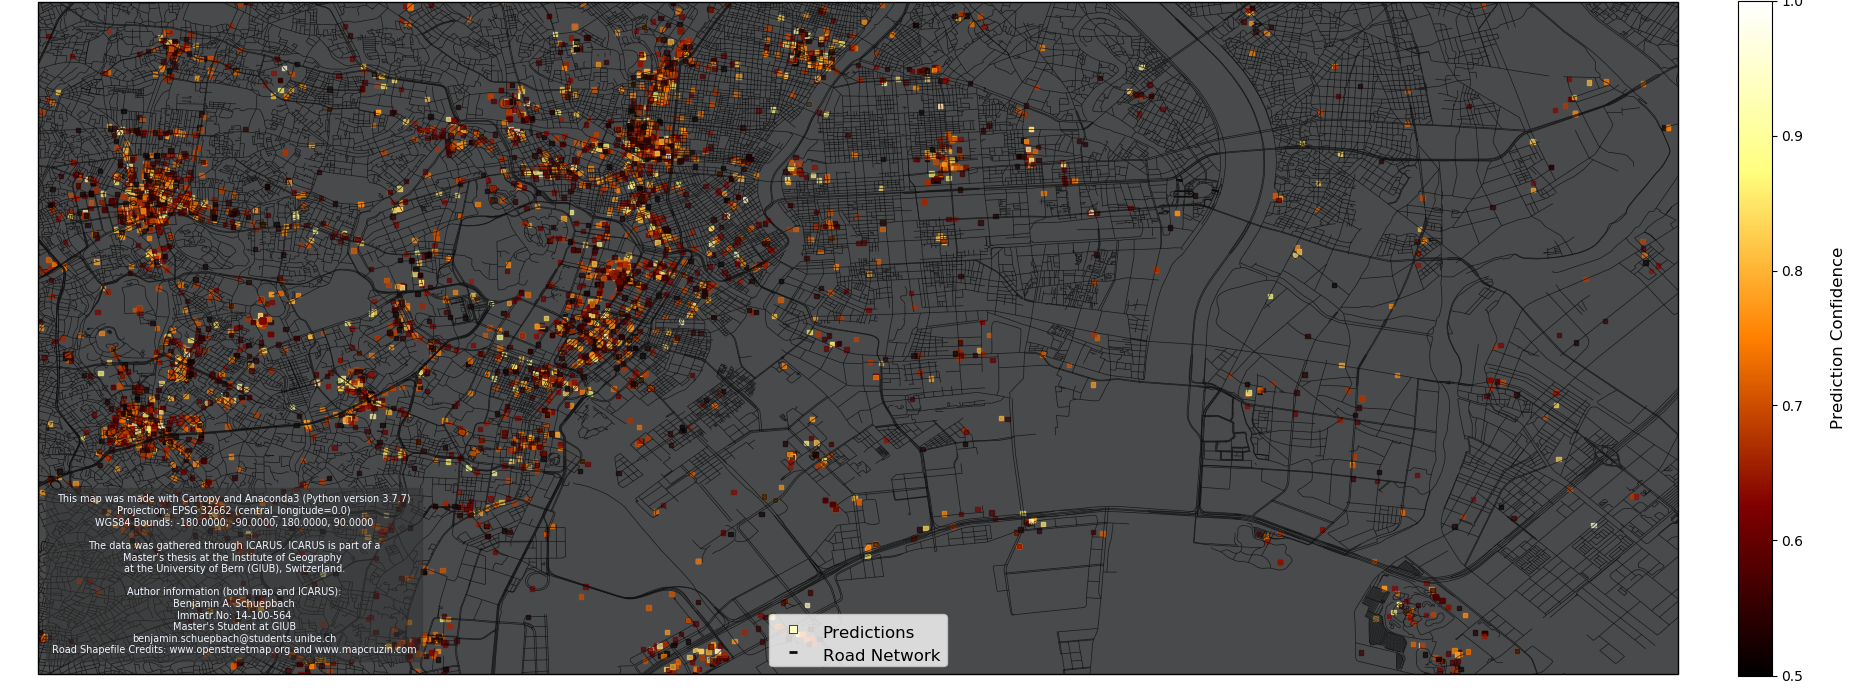 This map was made with Cartopy and Anaconda3 (Python version 3.7.7)
Projection: EPSG 32662 (central_longitude=0.0)
WGS84 Bounds: -180.0000, -90.0000, 180.0000, 90.0000
The data was gathered through ICARUS. ICARUS is part of a
Master's thesis at the Institute of Geography
at the University of Bern (GIUB), Switzerland.
Author information (both map and ICARUS):
Benjamin A. Schuepbach
Immatr.No: 14-100-564
Master's Student at GIUB
benjamin.schuepbach@students.unibe.ch
Road Shapefile Credits: www.openstreetmap.org and www.mapcruzin.com
Predictions
Road Network
1.0
0.9
0.8
0.7
0.6
0.5
Prediction Confidence